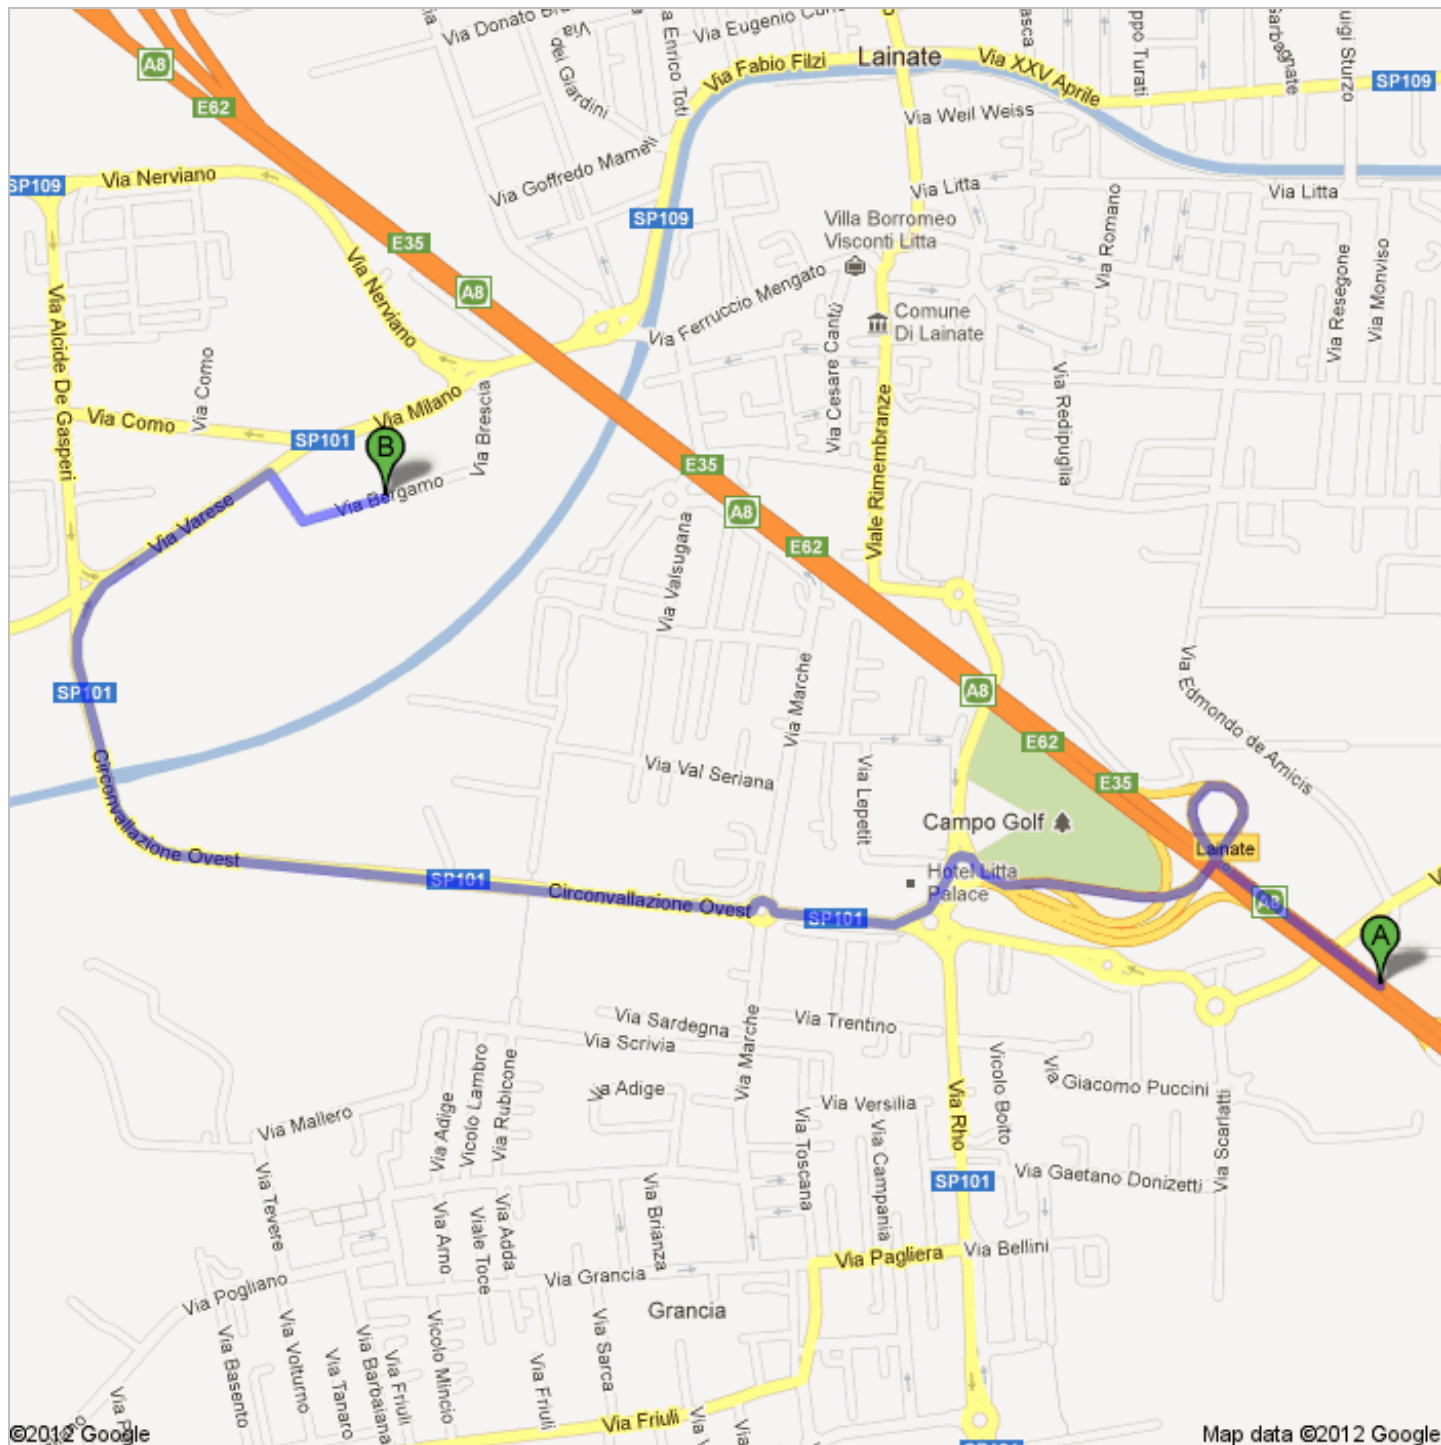 Via Donato
Via dei Giardini
Via Enrico Toti
Via Eugenio
Via Fabio Filzi
Lainate
Via XXV Aprile
SP109
A8
E62
Via Weil Weiss
Via Goffredo Mameli
Via Nerviano
SP109
Via Litta
Via Litta
SP109
Villa Borromeo
Visconti Litta
Via Romano
E35
Via Nerviano
A8
Via Ferruccio Mengato
Comune
Di Lainate
Via Resegone
Via Monviso
Via Alcide De Gasperi
Via Como
Via Cesare Cantù
Via Redipuglia
Via Como
Via Milano
SP101
Via Brescia
B
Via Bergamo
Via Varese
Viale Rimembranze
E35
A8
E62
Via Valsugana
Via Marche
SP101
A8
E62
Via Edmondo de Amicis
Via Val Seriana
Via Lepetit
E35
Campo Golf
Circonvallazione Ovest
Lainate
Hotel Litta
Palace
SP101
Circonvallazione Ovest
SP101
A8
A
Via Sardegna
Via Trentino
Via Scrivia
Via Marche
Via Adige
Vicolo Lambro
Via Rubicone
Via Adige
Via Versilia
Via Rho
Vicolo Boito
Via Giacomo Puccini
Via Scarlatti
Via Mallero
Via Toscana
Via Campania
Via Gaetano Donizetti
SP101
Via Tevere
Via Arno
Viale Toce
Via Adda
Via Brianza
Via Pagliera
Via Bellini
Via Grancia
Grancia
Via Pogliano
Via Basento
Via Volturno
Via Tanaro
Via Barbaiana
Via Friuli
Vicolo Mincio
Via Friuli
Via Sarca
Via Friuli
SP101
©2012 Google
Map data ©2012 Google